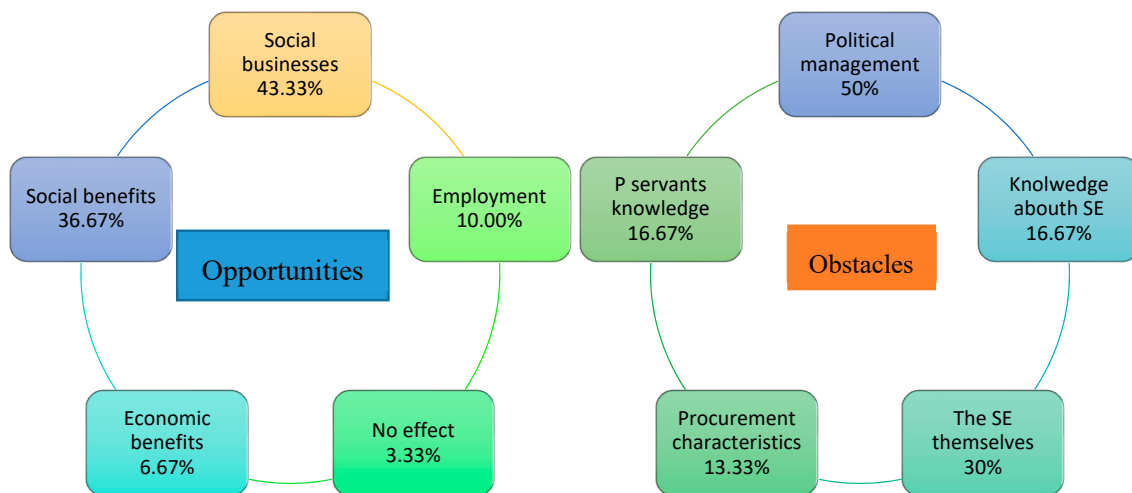 Social
businesses
43.33%
Employment
10.00%
No effect
3.33%
Economic
benefits
6.67%
Social benefits
36.67%
Opportunities
Political
management
50%
Knolwedge
abouth SE
16.67%
The SE
themselves
30%
Procurement
characteristics
13.33%
P servants
knowledge
16.67%
Obstacles